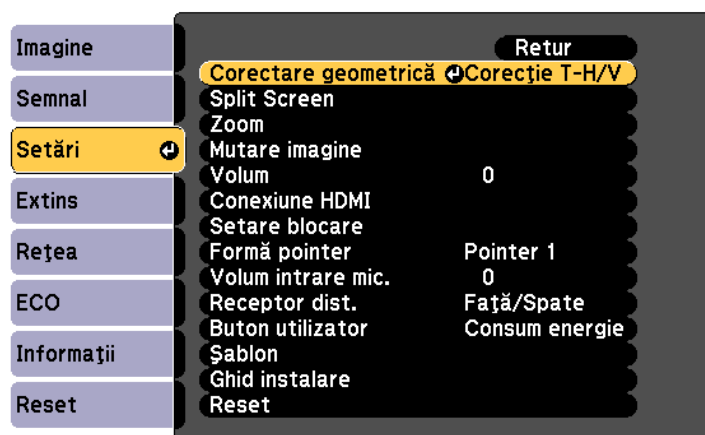 Imagine
Semnal
Setări
Extins
Reţea
ECO
Informaţii
Reset
Retur
Corectare geometrică Corecţie T-H/V
Split Screen
Zoom
Mutare imagine
Volum 0
Conexiune HDMI
Setare blocare
Formă pointer Pointer 1
Volum intrare mic. 0
Receptor dist. Faţă/Spate
Buton utilizator Consum energie
Şablon
Ghid instalare
Reset